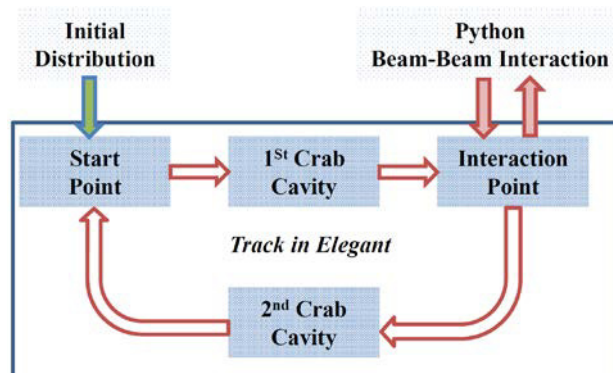 Initial
Distribution
Python
Beam-Beam Interaction
Start
Point
1St Crab
Cavity
Interaction
Point
Track in Elegant
2nd Crab
Cavity